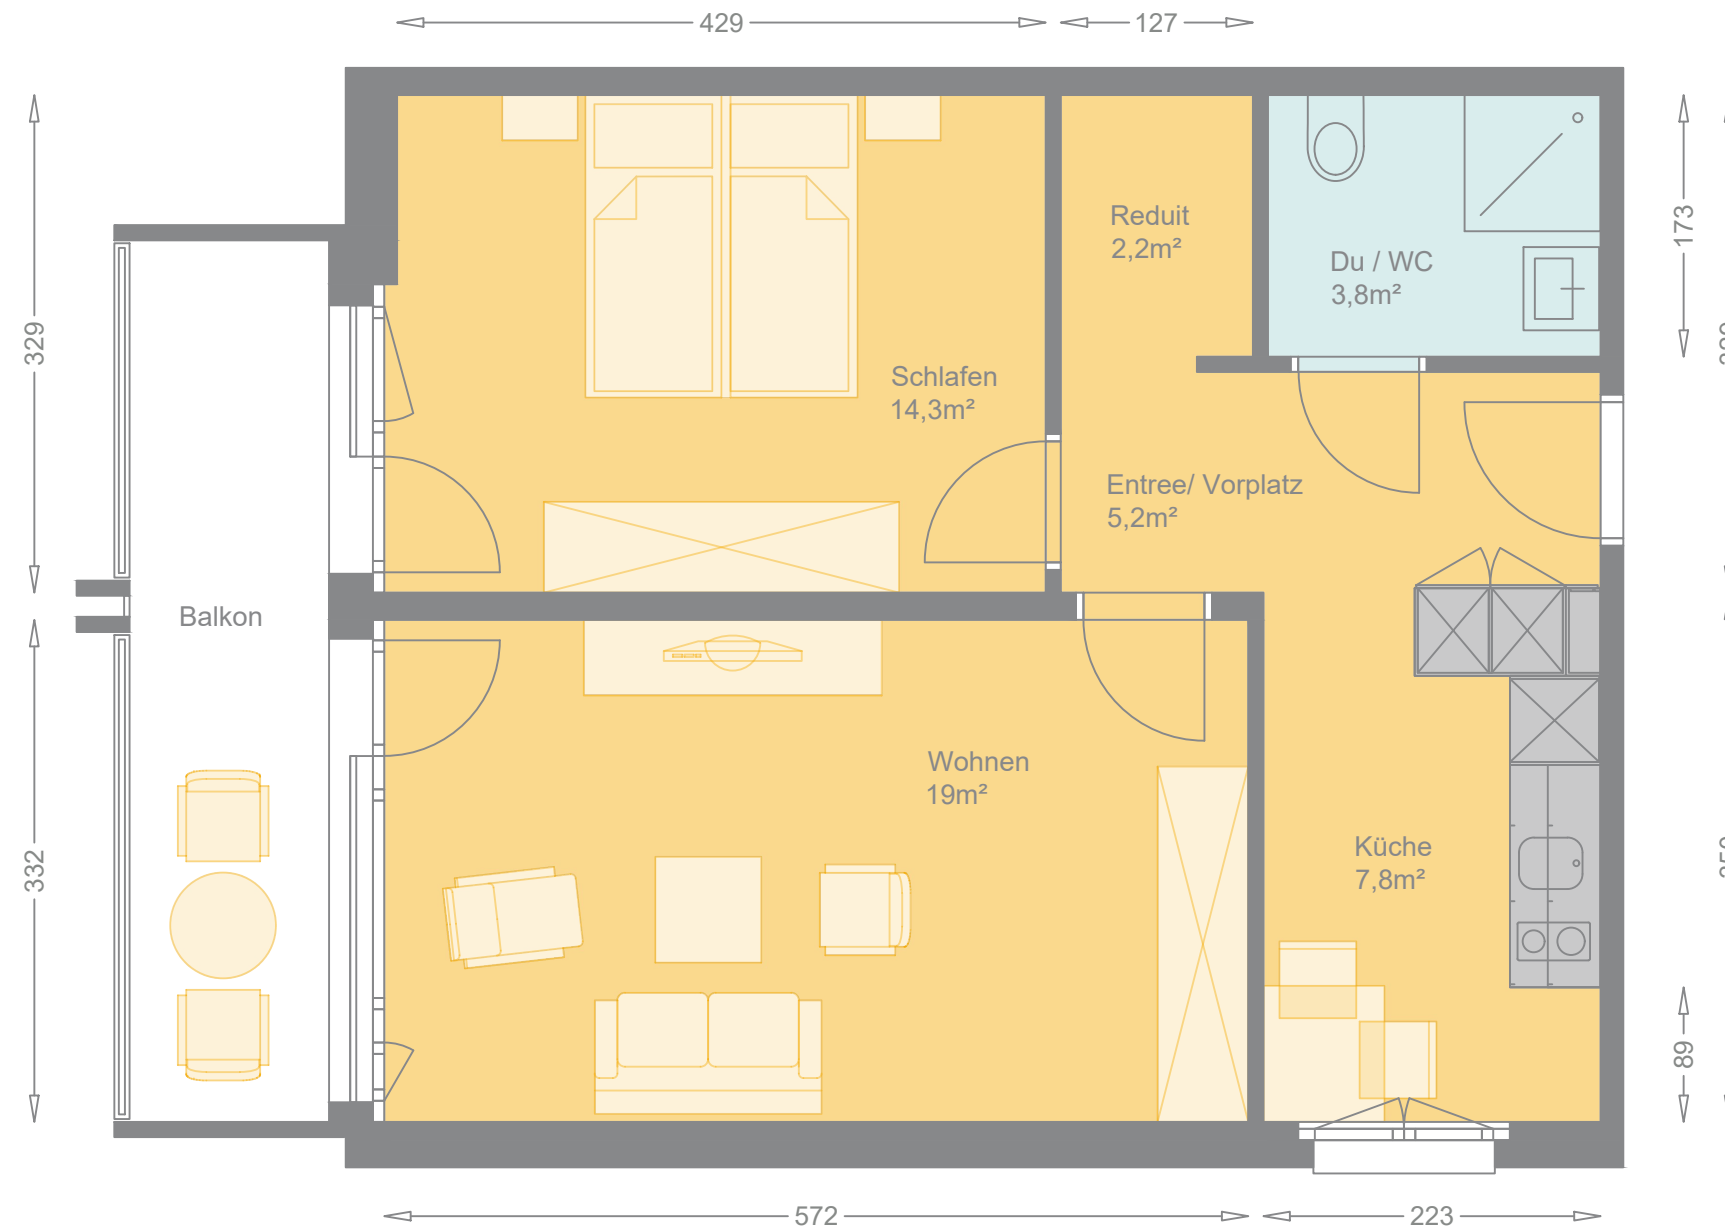 429
127
Reduit
2,2m²
173
Du / WC
3,8m²
329
Schlafen
14,3m²
Entree/ Vorplatz
5,2m²
Balkon
Wohnen
19m²
332
Küche
7,8m²
89
572
223